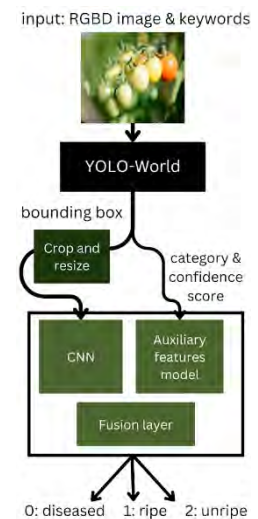 input: RGBD image & keywords
YOLO-World
bounding box
Crop and
resize
category &
confidence
score
CNN
Auxiliary
features
model
Fusion layer
0: diseased 1: ripe 2: unripe